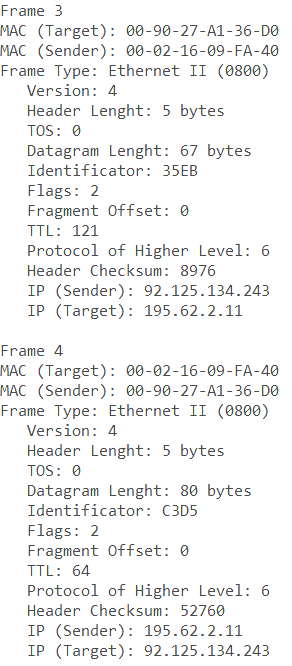 Frame 3
MAC (Target): 00-90-27-A1-36-D0
MAC (Sender): 00-02-16-09-FA-40
Frame Type: Ethernet II (0800)
Version: 4
Header Lenght: 5 bytes
TOS: 0
Datagram Lenght: 67 bytes
Identificator: 35EB
Flags: 2
Fragment Offset: 0
TTL: 121
Protocol of Higher Level: 6
Header Checksum: 8976
IP (Sender): 92.125.134.243
IP (Target): 195.62.2.11
Frame 4
MAC (Target): 00-02-16-09-FA-40
MAC (Sender): 00-90-27-A1-36-D0
Frame Type: Ethernet II (0800)
Version: 4
Header Lenght: 5 bytes
TOS: 0
Datagram Lenght: 80 bytes
Identificator: C3D5
Flags: 2
Fragment Offset: 0
TTL: 64
Protocol of Higher Level: 6
Header Checksum: 52760
IP (Sender): 195.62.2.11
IP (Target): 92.125.134.243